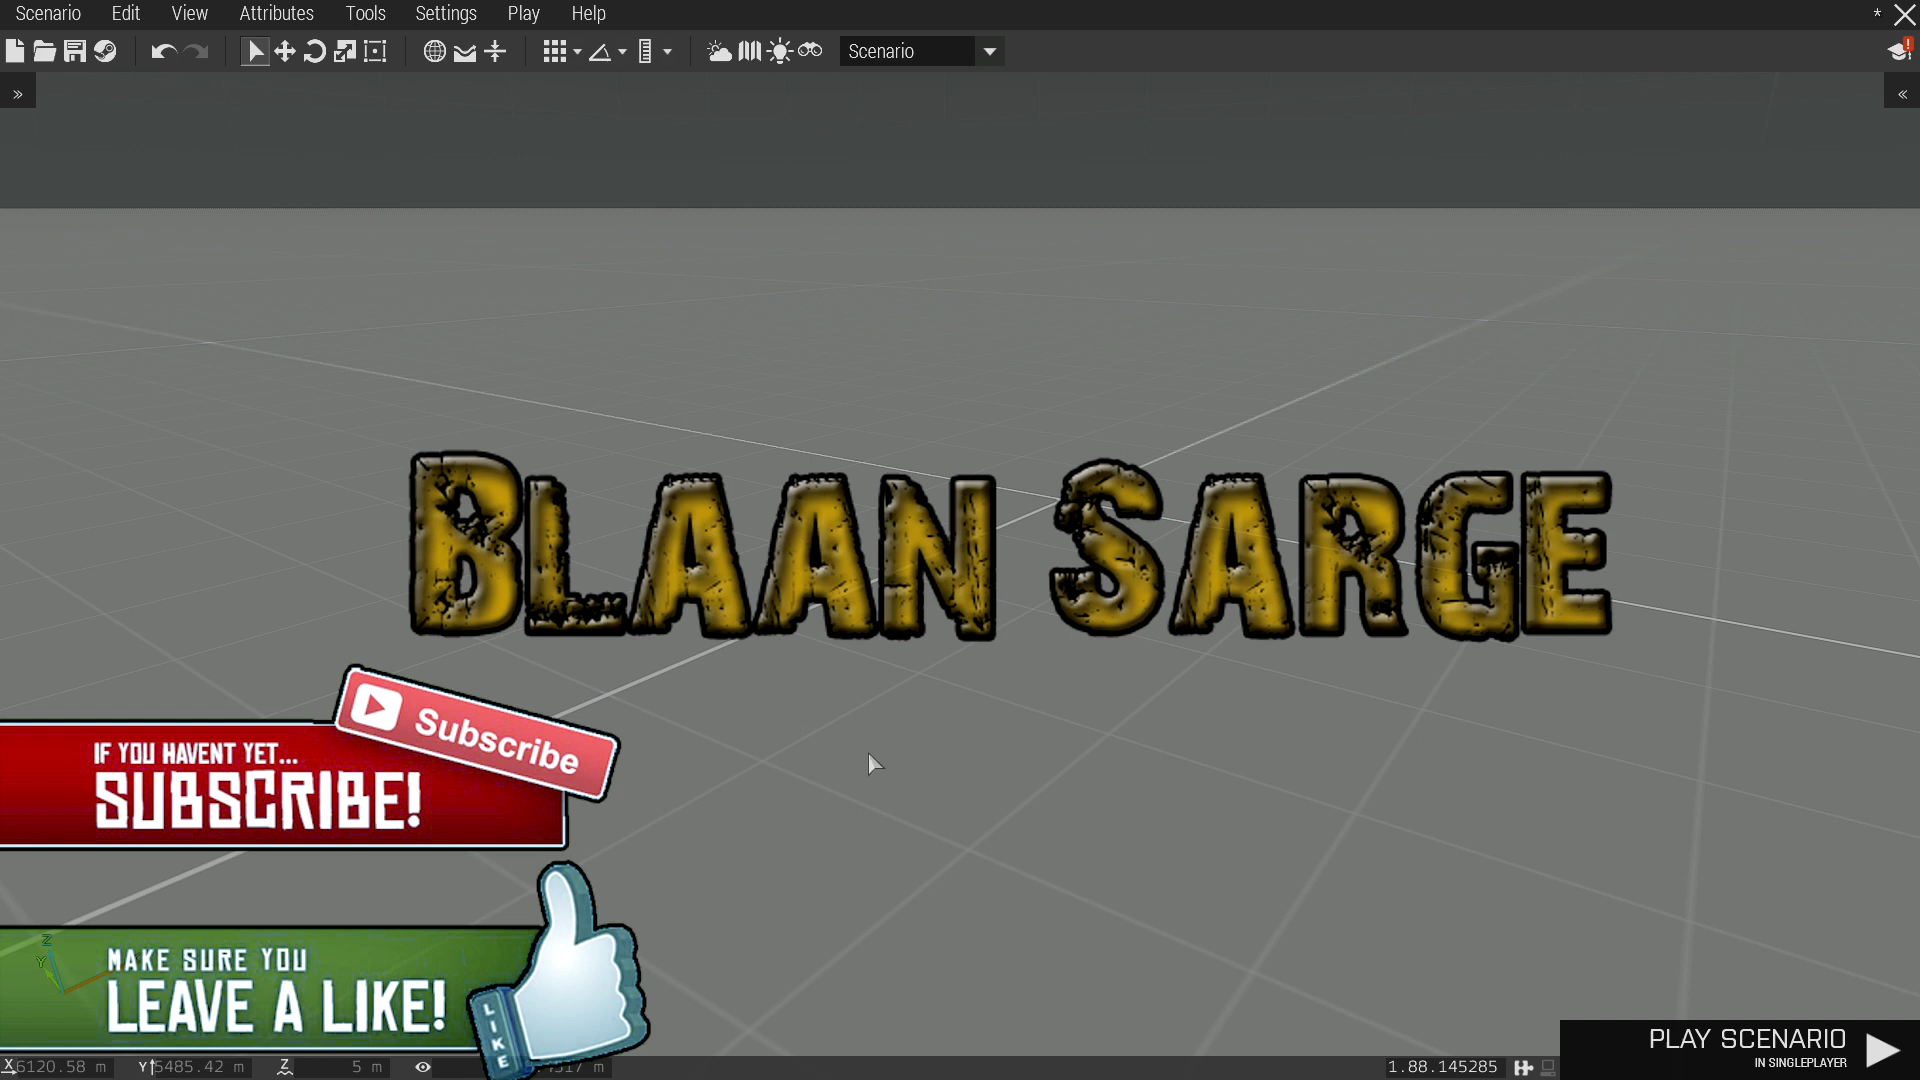 Scenario Edit View Attributes Tools Settings Play Help *
Scenario
» «
BLAAN SARGE
Subscribe
IF YOU HAVENT YET...
SUBSCRIBE!
MAKE SURE YOU
LEAVE A LIKE!
LIKE
Z
Y
PLAY SCENARIO
IN SINGLEPLAYER
X 6120.58 m Y 5485.42 m Z 5 m m 1.88.145285